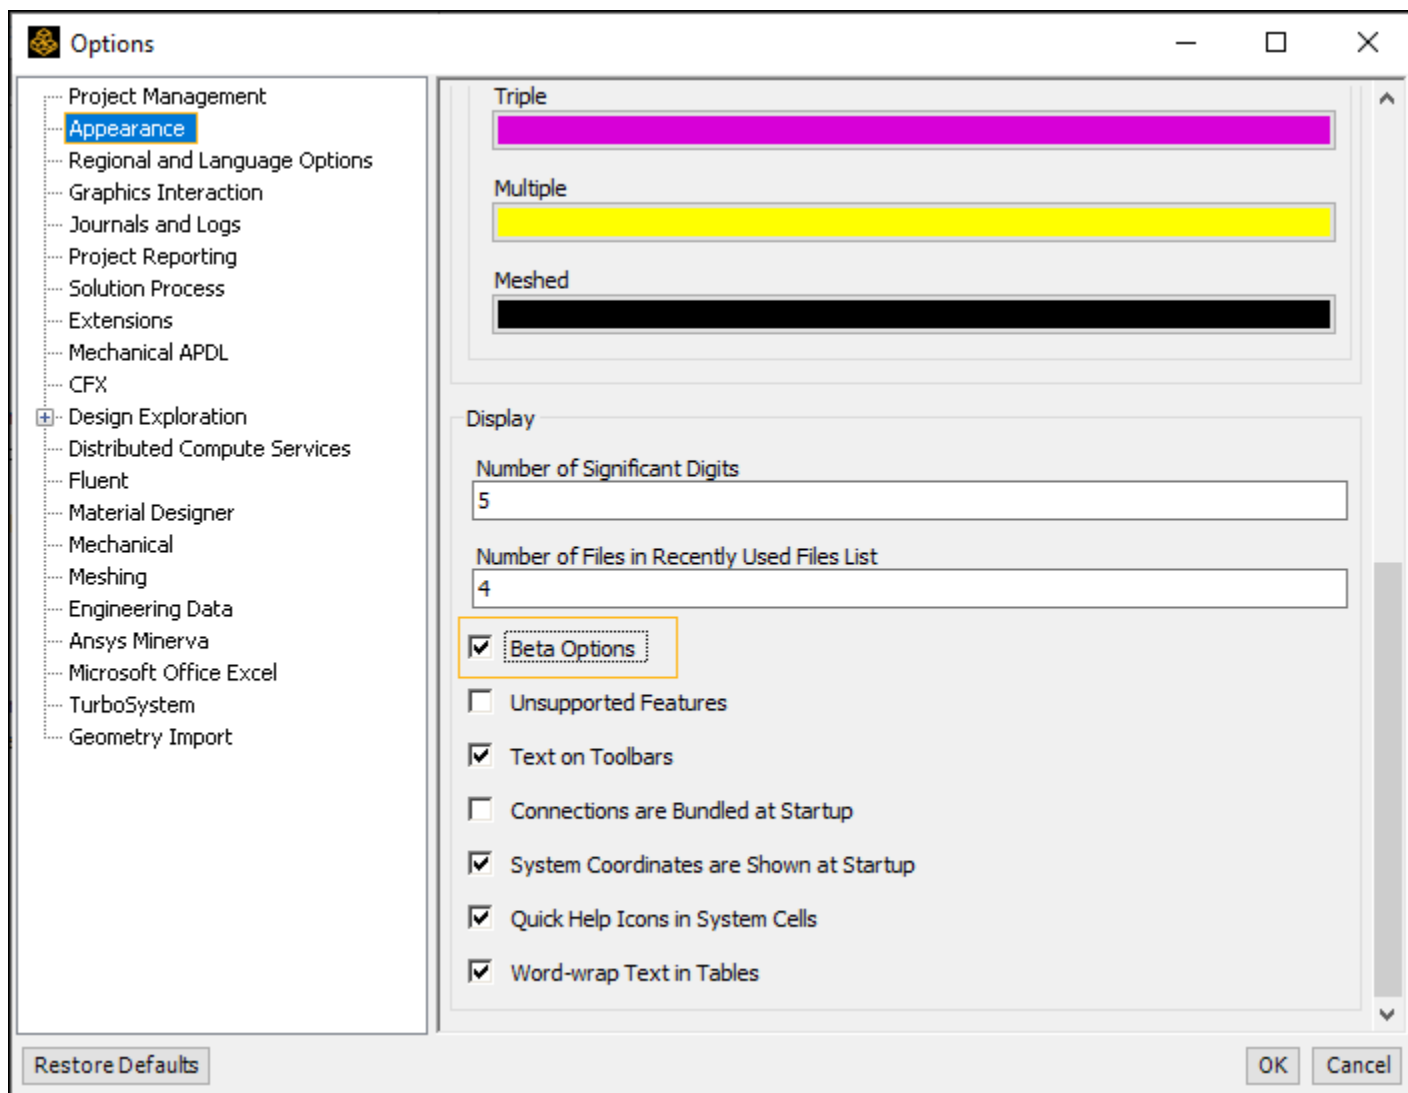 Options
Project Management
Appearance
Regional and Language Options
Graphics Interaction
Journals and Logs
Project Reporting
Solution Process
Extensions
Mechanical APDL
CFX
Design Exploration
Distributed Compute Services
Fluent
Material Designer
Mechanical
Meshing
Engineering Data
Ansys Minerva
Microsoft Office Excel
TurboSystem
Geometry Import
Triple
Multiple
Meshed
Display
Number of Significant Digits
5
Number of Files in Recently Used Files List
4
Beta Options
Unsupported Features
Text on Toolbars
Connections are Bundled at Startup
System Coordinates are Shown at Startup
Quick Help Icons in System Cells
Word-wrap Text in Tables
Restore Defaults
OK
Cancel